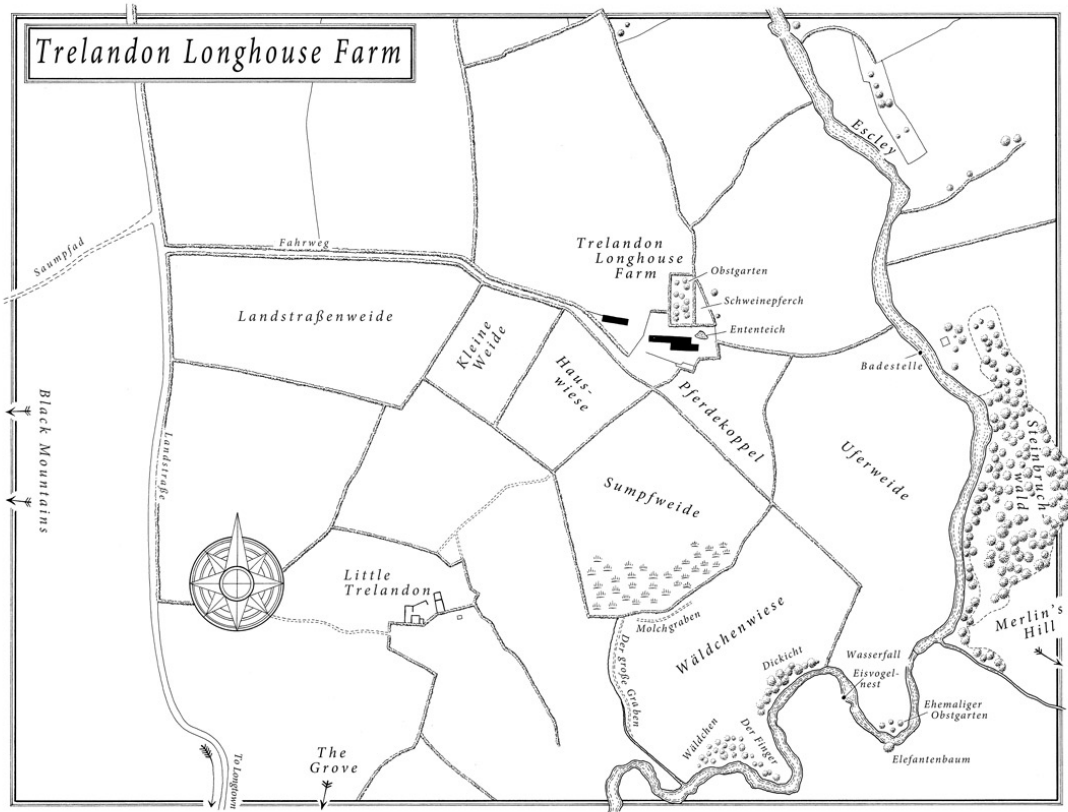 Trelandon Longhouse Farm
Escley
Saumpfad
Fahrweg
Trelandon
Longhouse
Farm
Obstgarten
Schweinepferch
Ententeich
Landstraßenweide
Kleine
Weide
Haus-
wiese
Pferdekoppel
Badestelle
Black Mountains
Landstraße
Uferweide
Steinbruch-
wald
Sumpfweide
Little
Trelandon
Molchgraben
Der große Graben
Wäldchenwiese
Merlin's
Hill
Dickicht
Wasserfall
Eisvogel-
nest
Ehemaliger
Obstgarten
Wäldchen
Der Finger
Elefantenbaum
The
Grove
To Longtown